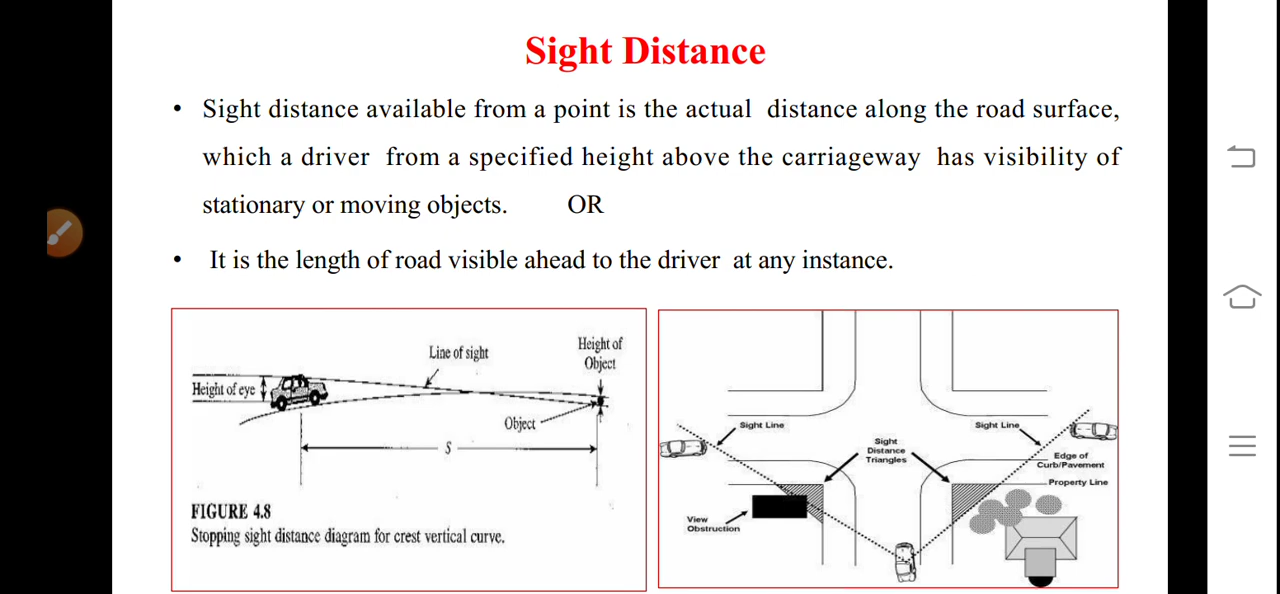 Sight Distance
• Sight distance available from a point is the actual distance along the road surface,
which a driver from a specified height above the carriageway has visibility of
stationary or moving objects. OR
• It is the length of road visible ahead to the driver at any instance.
Line of sight
Height of
Object
Height of eye
Object
S
FIGURE 4.8
Stopping sight distance diagram for crest vertical curve.
Sight Line
Sight Line
Sight
Distance
Triangles
Edge of
Curb/Pavement
Property Line
View
Obstruction